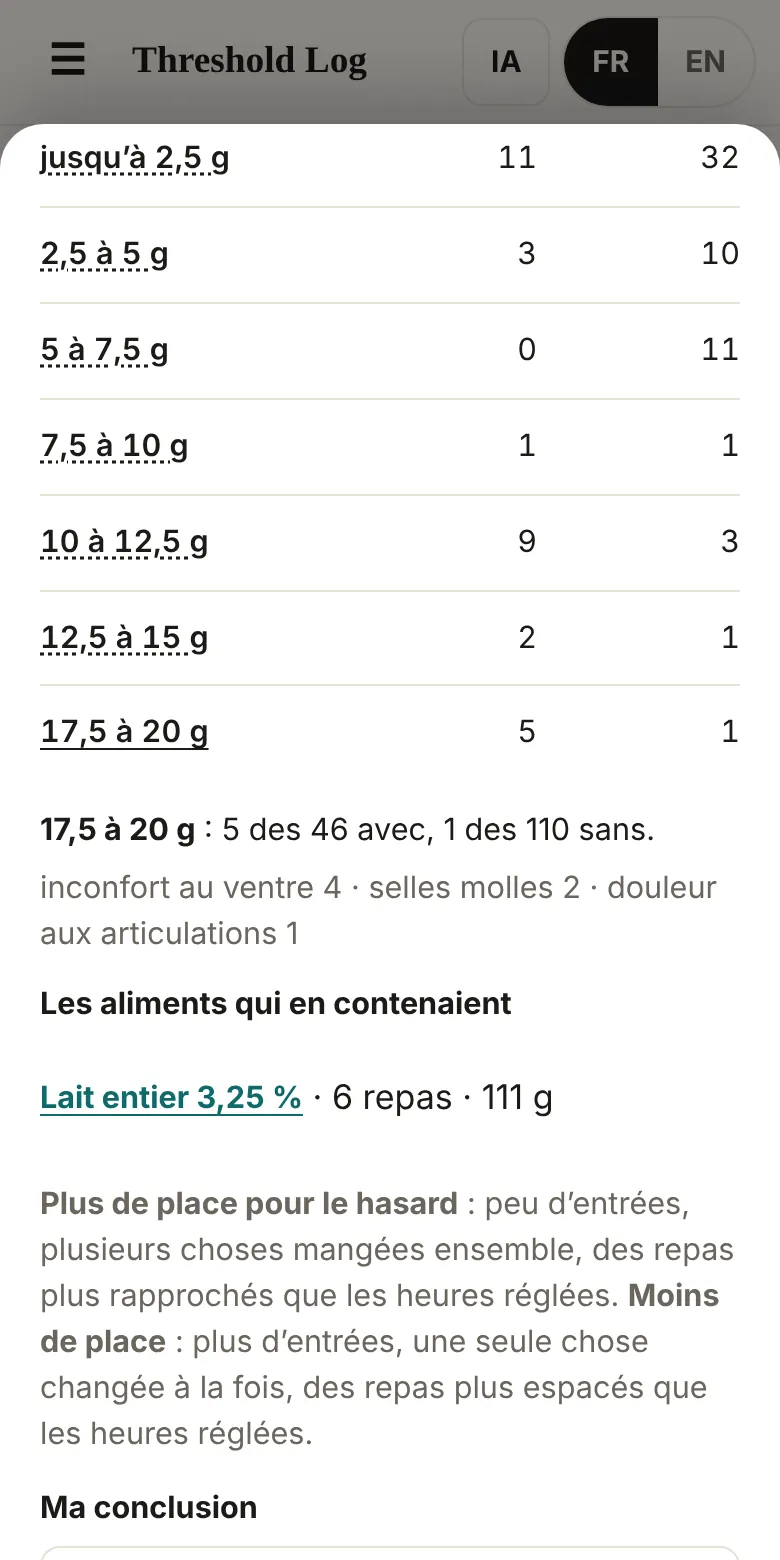 ☰ Threshold Log IA FR EN
jusqu’à 2,5 g 11 32
2,5 à 5 g 3 10
5 à 7,5 g 0 11
7,5 à 10 g 1 1
10 à 12,5 g 9 3
12,5 à 15 g 2 1
17,5 à 20 g 5 1
17,5 à 20 g : 5 des 46 avec, 1 des 110 sans.
inconfort au ventre 4 · selles molles 2 · douleur
aux articulations 1
Les aliments qui en contenaient
Lait entier 3,25 % · 6 repas · 111 g
Plus de place pour le hasard : peu d’entrées,
plusieurs choses mangées ensemble, des repas
plus rapprochés que les heures réglées. Moins
de place : plus d’entrées, une seule chose
changée à la fois, des repas plus espacés que
les heures réglées.
Ma conclusion